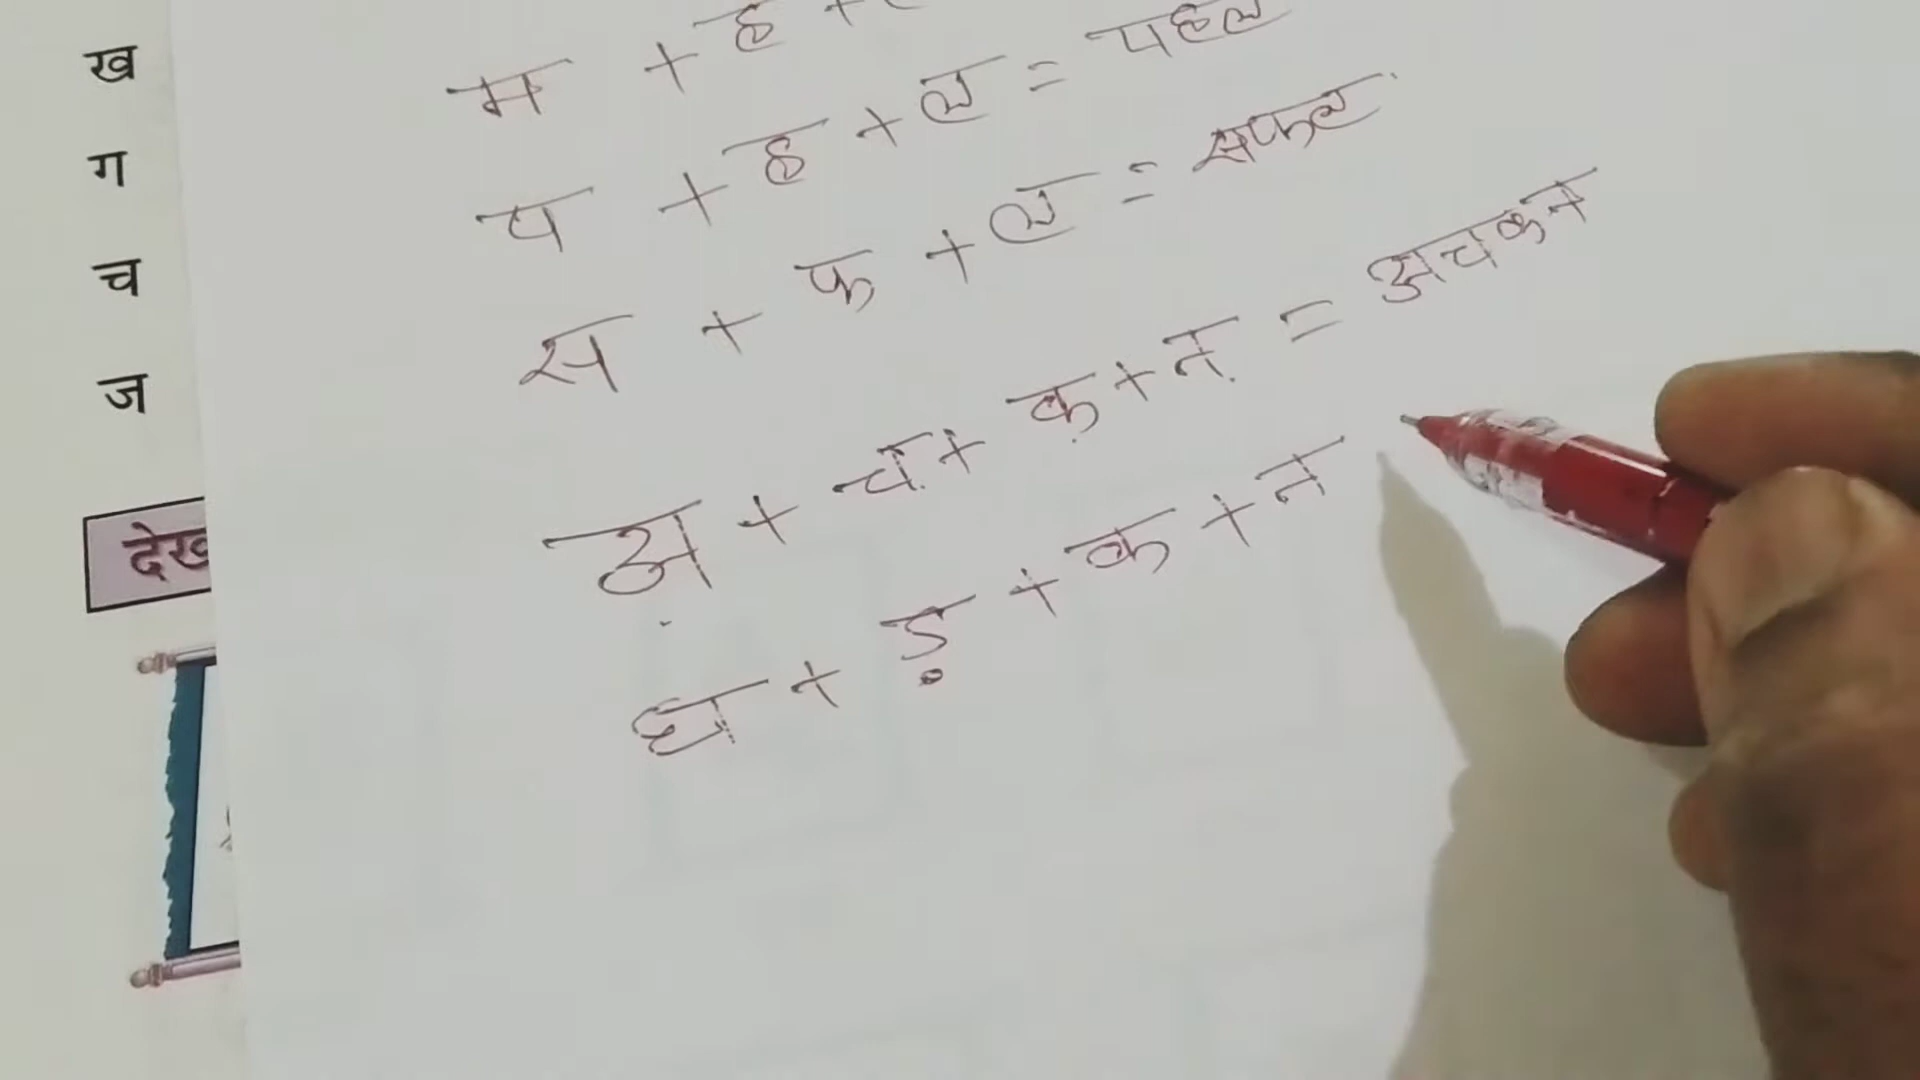 ख
ग
च
ज
देख
म + ह +
प + ह + ल = पहल
स + फ + ल = सफल
अ + च + क + न = अचकन
ध + ड़ + क + न